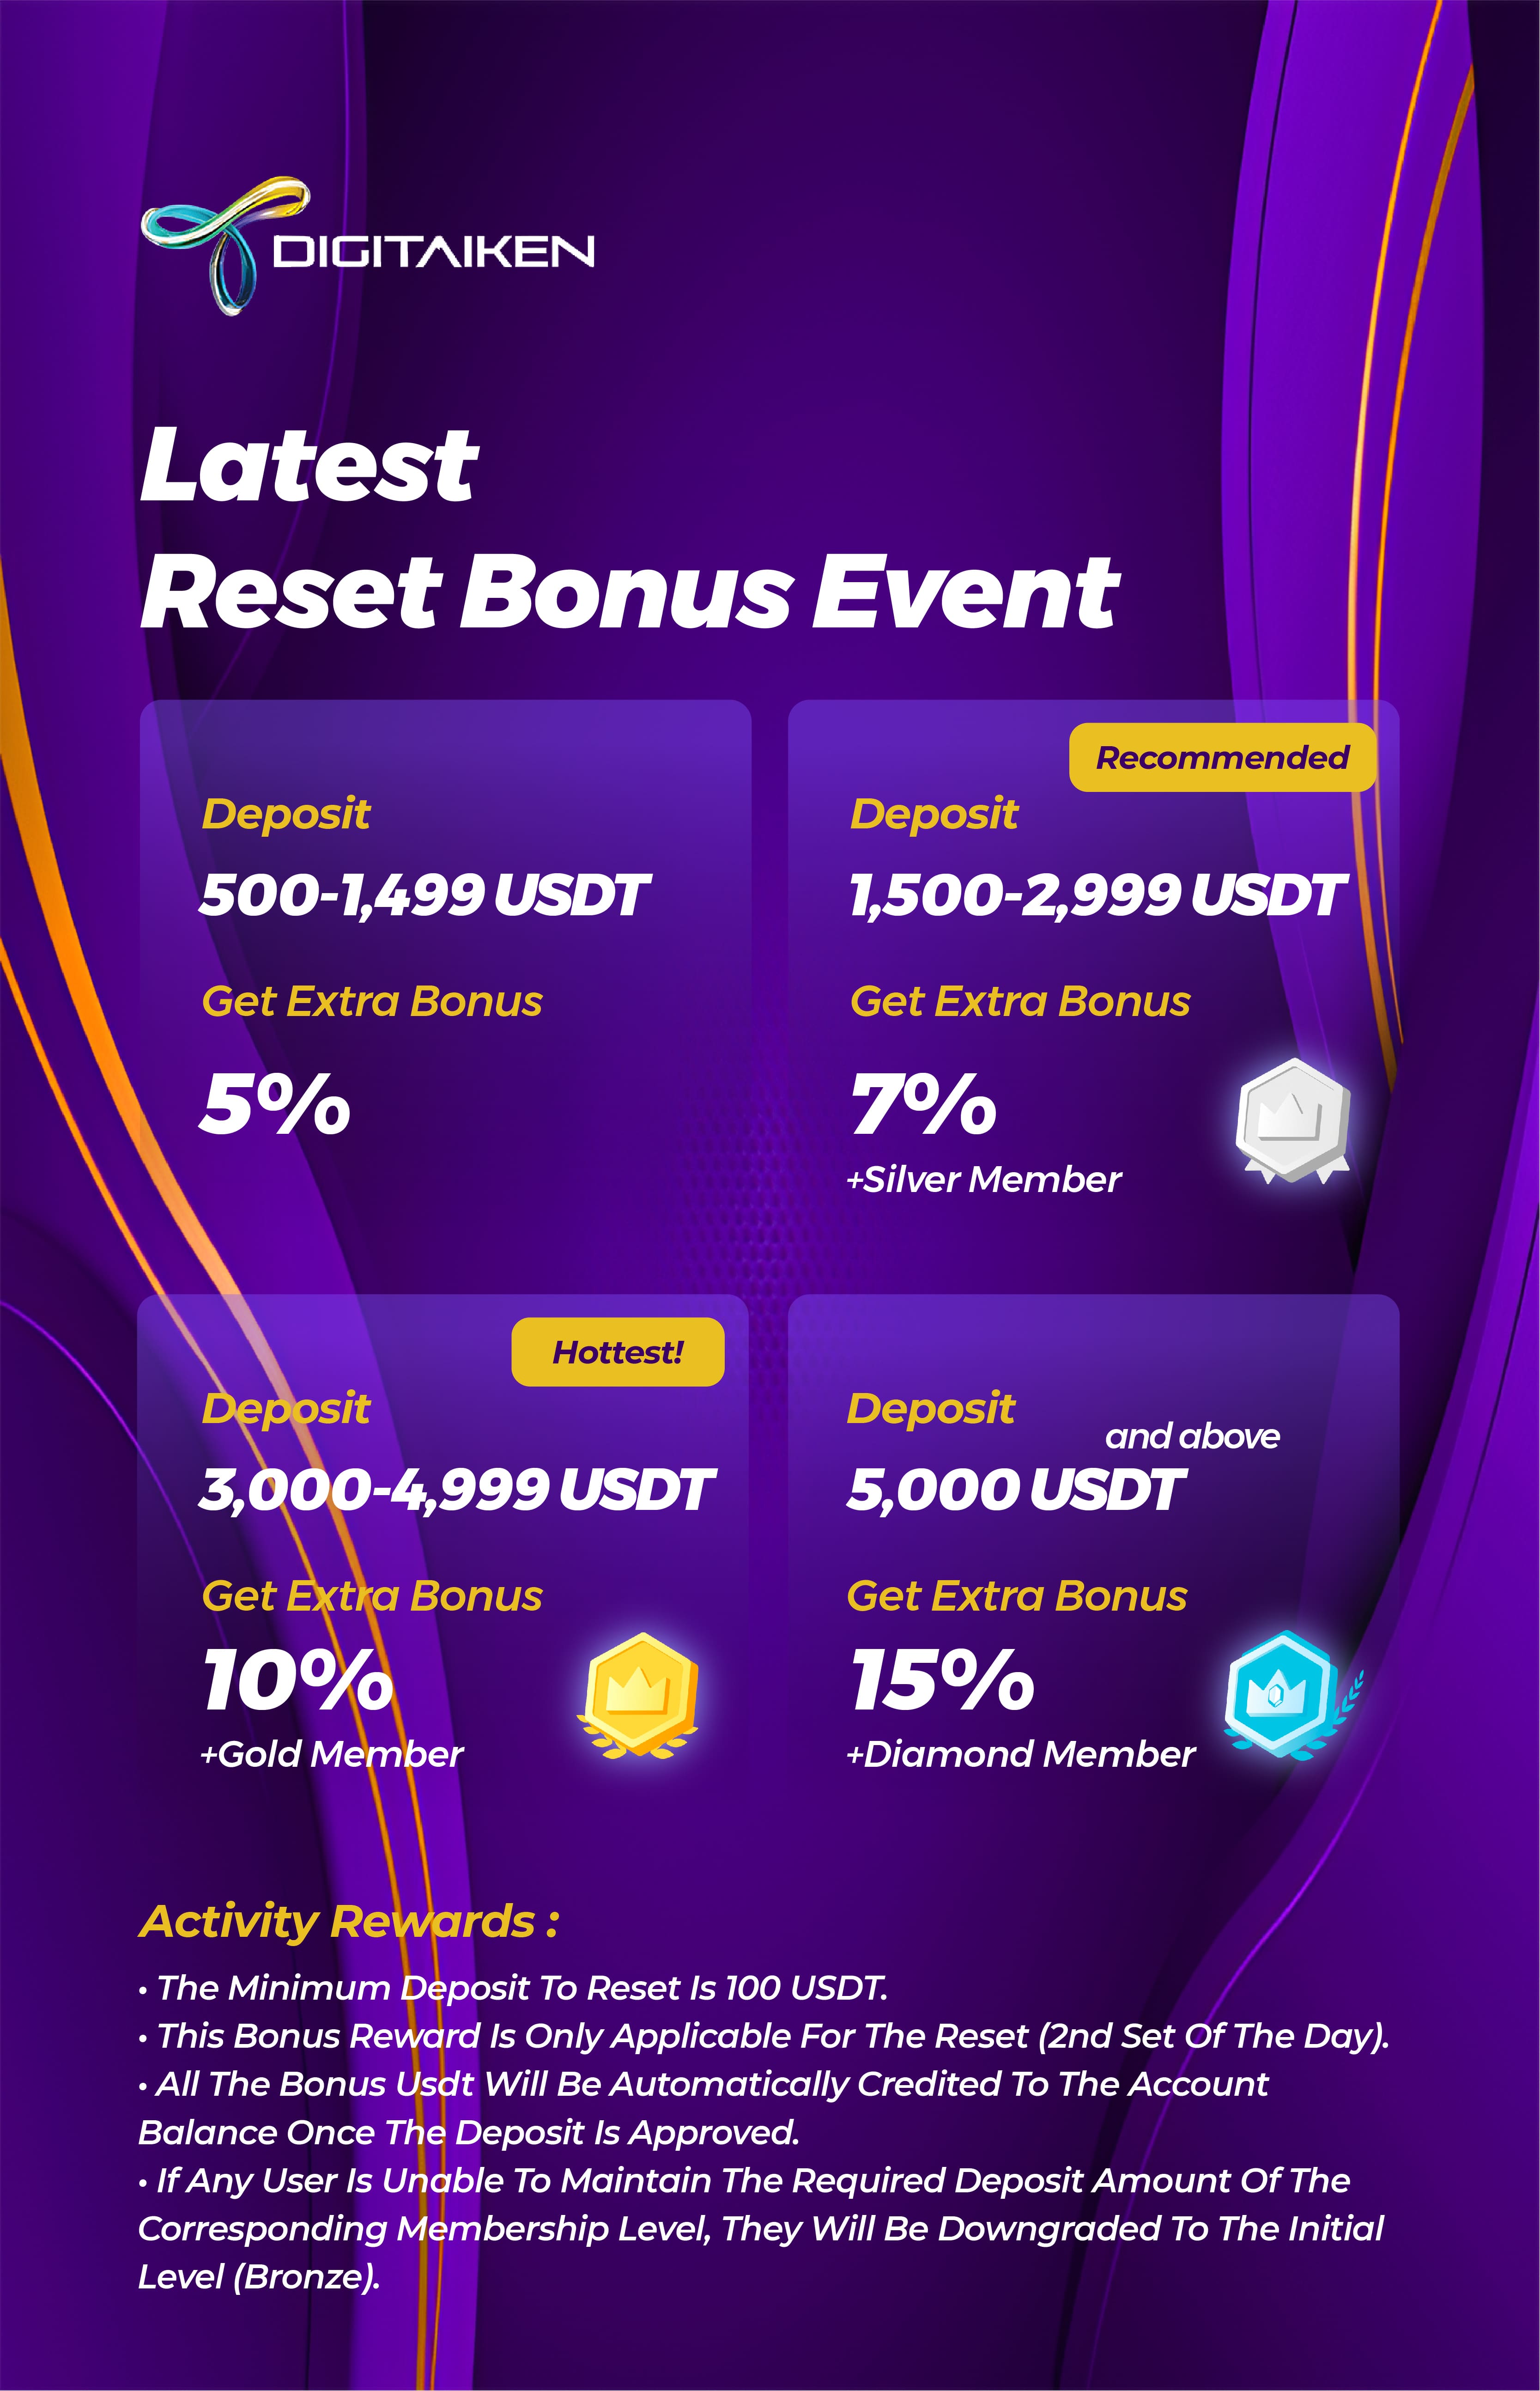 DIGITAIKEN
Latest
Reset Bonus Event
Deposit
500-1,499 USDT
Get Extra Bonus
5%
Recommended
Deposit
1,500-2,999 USDT
Get Extra Bonus
7%
+Silver Member
Hottest!
Deposit
3,000-4,999 USDT
Get Extra Bonus
10%
+Gold Member
Deposit
and above
5,000 USDT
Get Extra Bonus
15%
+Diamond Member
Activity Rewards :
• The Minimum Deposit To Reset Is 100 USDT.
• This Bonus Reward Is Only Applicable For The Reset (2nd Set Of The Day).
• All The Bonus Usdt Will Be Automatically Credited To The Account
Balance Once The Deposit Is Approved.
• If Any User Is Unable To Maintain The Required Deposit Amount Of The
Corresponding Membership Level, They Will Be Downgraded To The Initial
Level (Bronze).